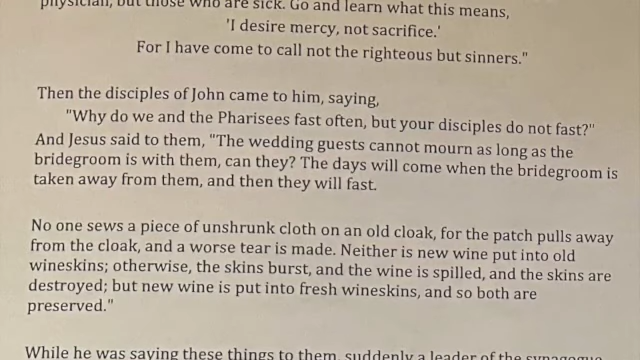 physician, but those who are sick. Go and learn what this means,
'I desire mercy, not sacrifice.'
For I have come to call not the righteous but sinners."
Then the disciples of John came to him, saying,
"Why do we and the Pharisees fast often, but your disciples do not fast?"
And Jesus said to them, "The wedding guests cannot mourn as long as the
bridegroom is with them, can they? The days will come when the bridegroom is
taken away from them, and then they will fast.
No one sews a piece of unshrunk cloth on an old cloak, for the patch pulls away
from the cloak, and a worse tear is made. Neither is new wine put into old
wineskins; otherwise, the skins burst, and the wine is spilled, and the skins are
destroyed; but new wine is put into fresh wineskins, and so both are
preserved."
While he was saying these things to them, suddenly a leader of the synagogue